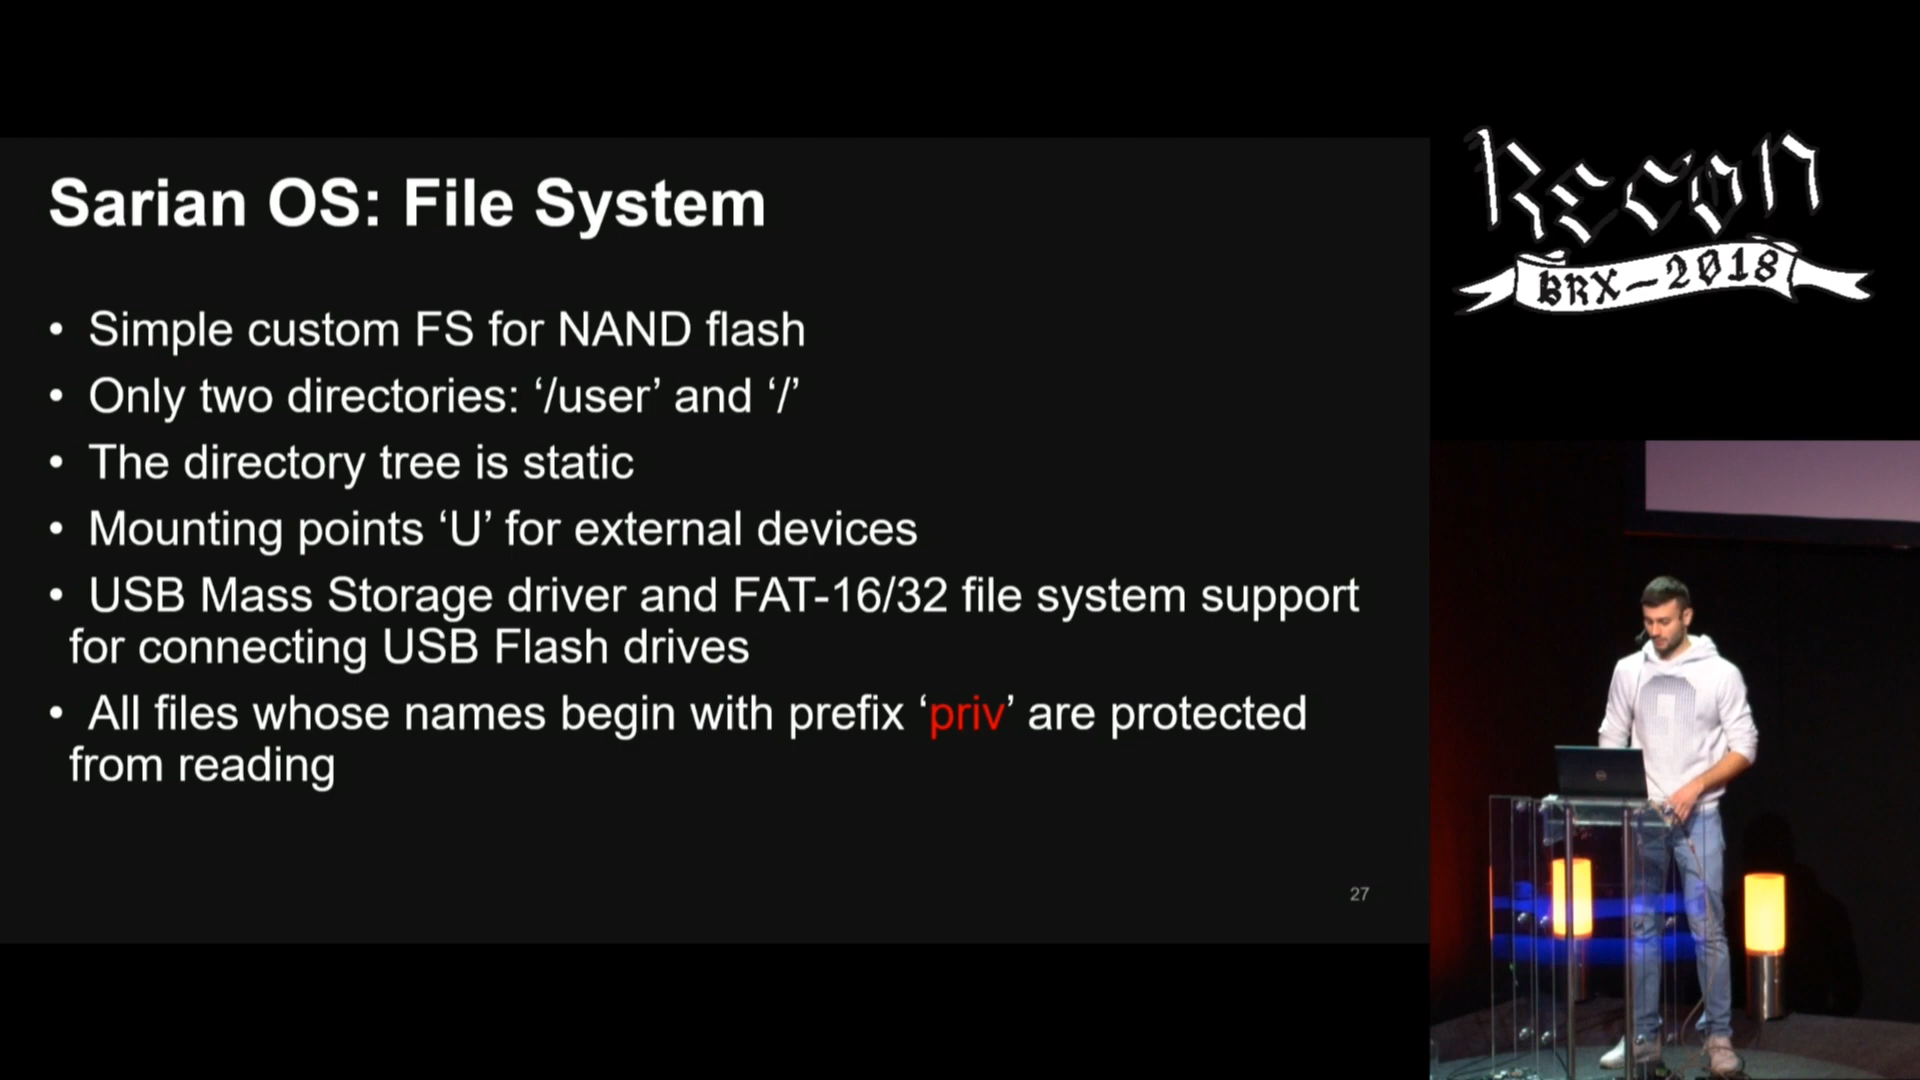 Sarian OS: File System
• Simple custom FS for NAND flash
• Only two directories: ‘/user’ and ‘/’
• The directory tree is static
• Mounting points ‘U’ for external devices
• USB Mass Storage driver and FAT-16/32 file system support
for connecting USB Flash drives
• All files whose names begin with prefix ‘priv’ are protected
from reading
27
Recon
BRX-2018